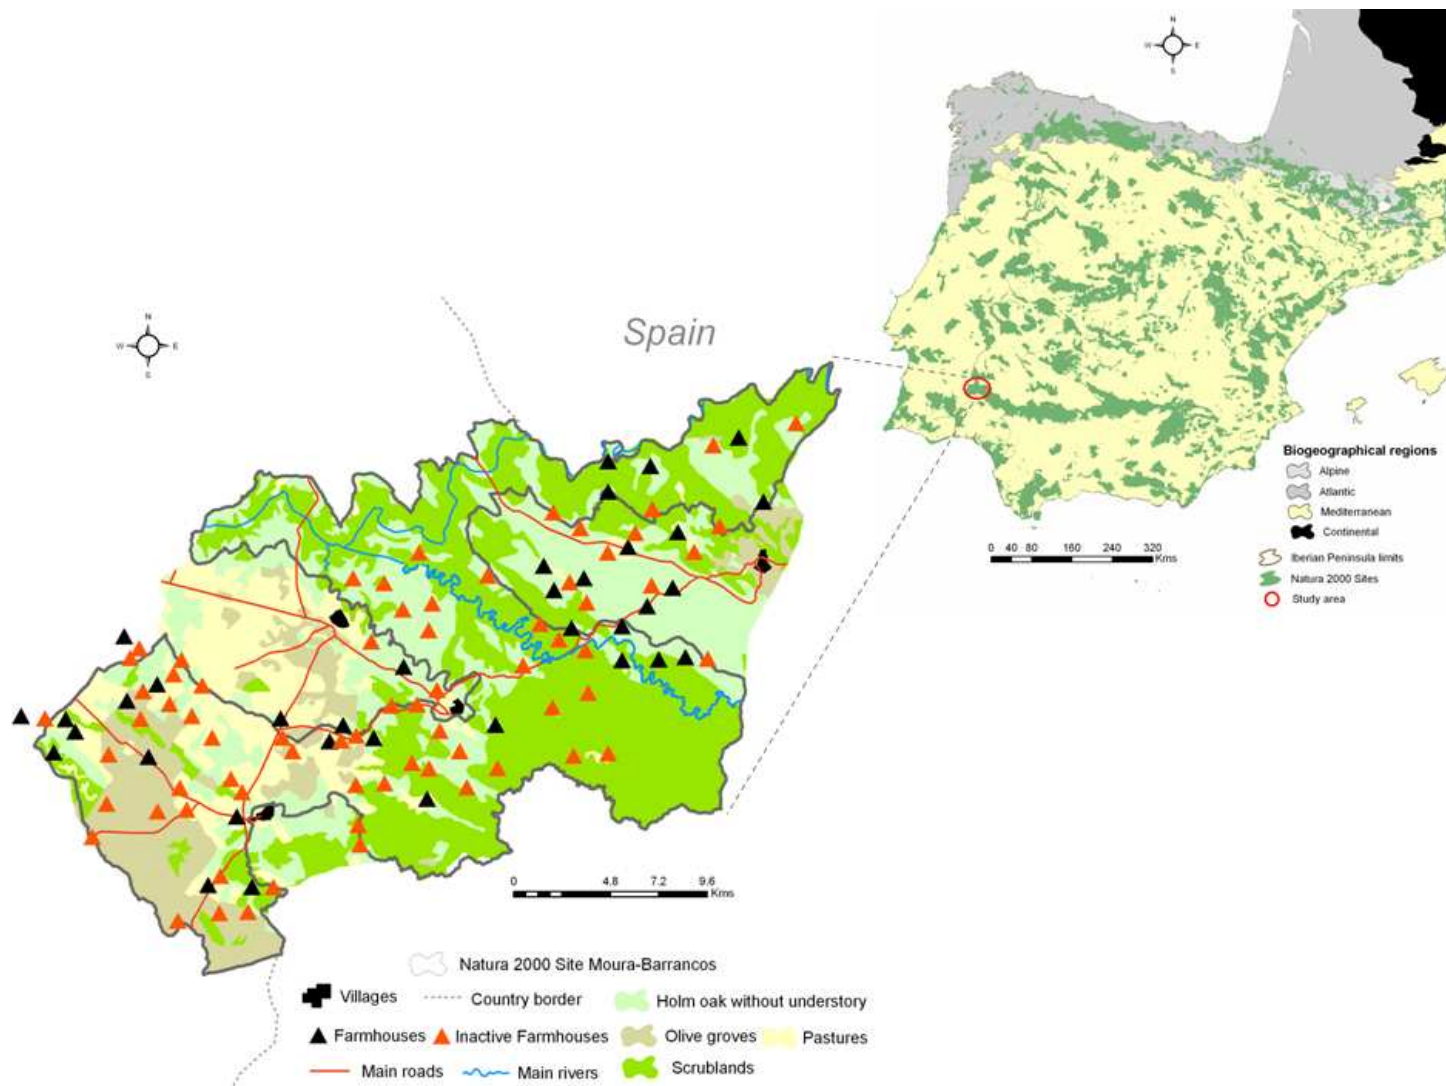 N
W E
S
N
W E
S
Spain
Biogeographical regions
Alpine
Atlantic
Mediterranean
Continental
Iberian Peninsula limits
Natura 2000 Sites
Study area
0 40 80 160 240 320
Kms
0 4.8 7.2 9.6
Kms
Natura 2000 Site Moura-Barrancos
Villages Country border Holm oak without understory
Farmhouses Inactive Farmhouses Olive groves Pastures
Main roads Main rivers Scrublands